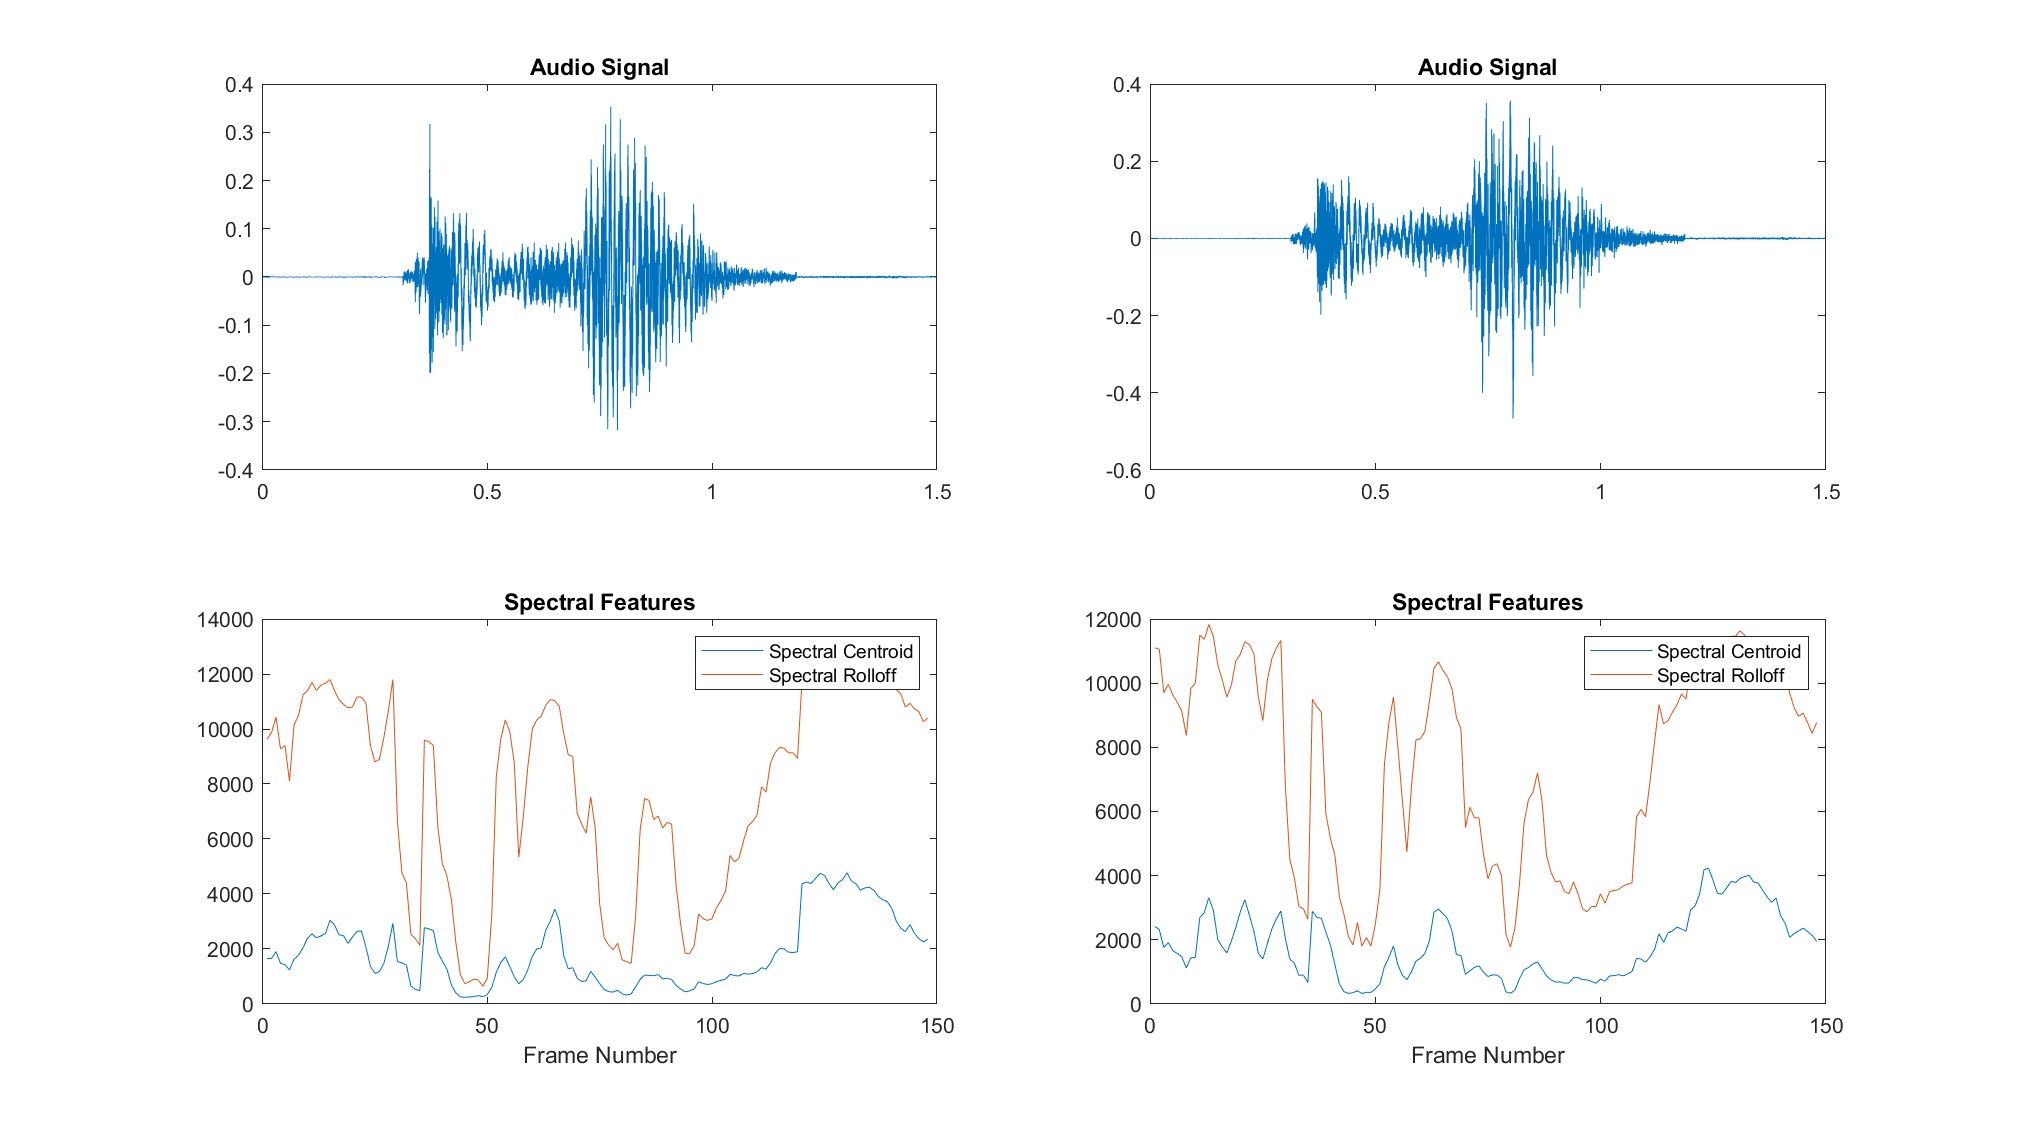 Audio Signal
0.4
0.3
0.2
0.1
0
-0.1
-0.2
-0.3
-0.4
0 0.5 1 1.5
Audio Signal
0.4
0.2
0
-0.2
-0.4
-0.6
0 0.5 1 1.5
Spectral Features
14000
12000
10000
8000
6000
4000
2000
0
Spectral Centroid
Spectral Rolloff
0 50 100 150
Frame Number
Spectral Features
12000
10000
8000
6000
4000
2000
0
Spectral Centroid
Spectral Rolloff
0 50 100 150
Frame Number